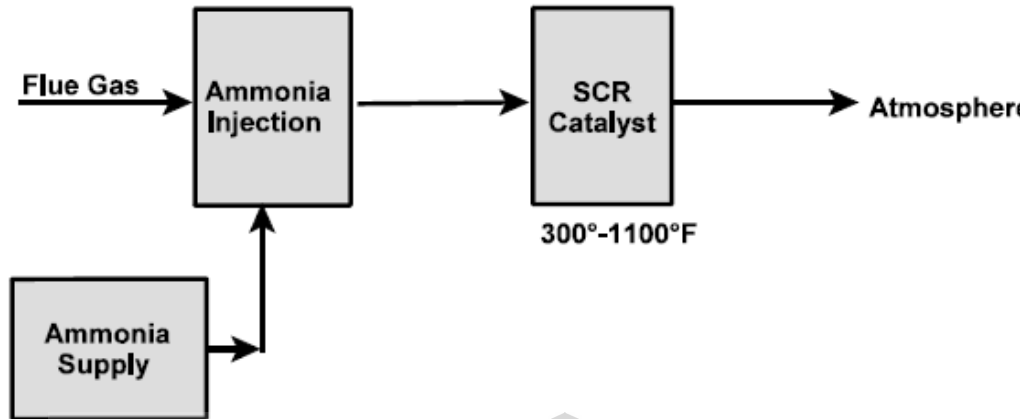 Flue Gas
Ammonia
Injection
SCR
Catalyst
Atmosphere
300°-1100°F
Ammonia
Supply